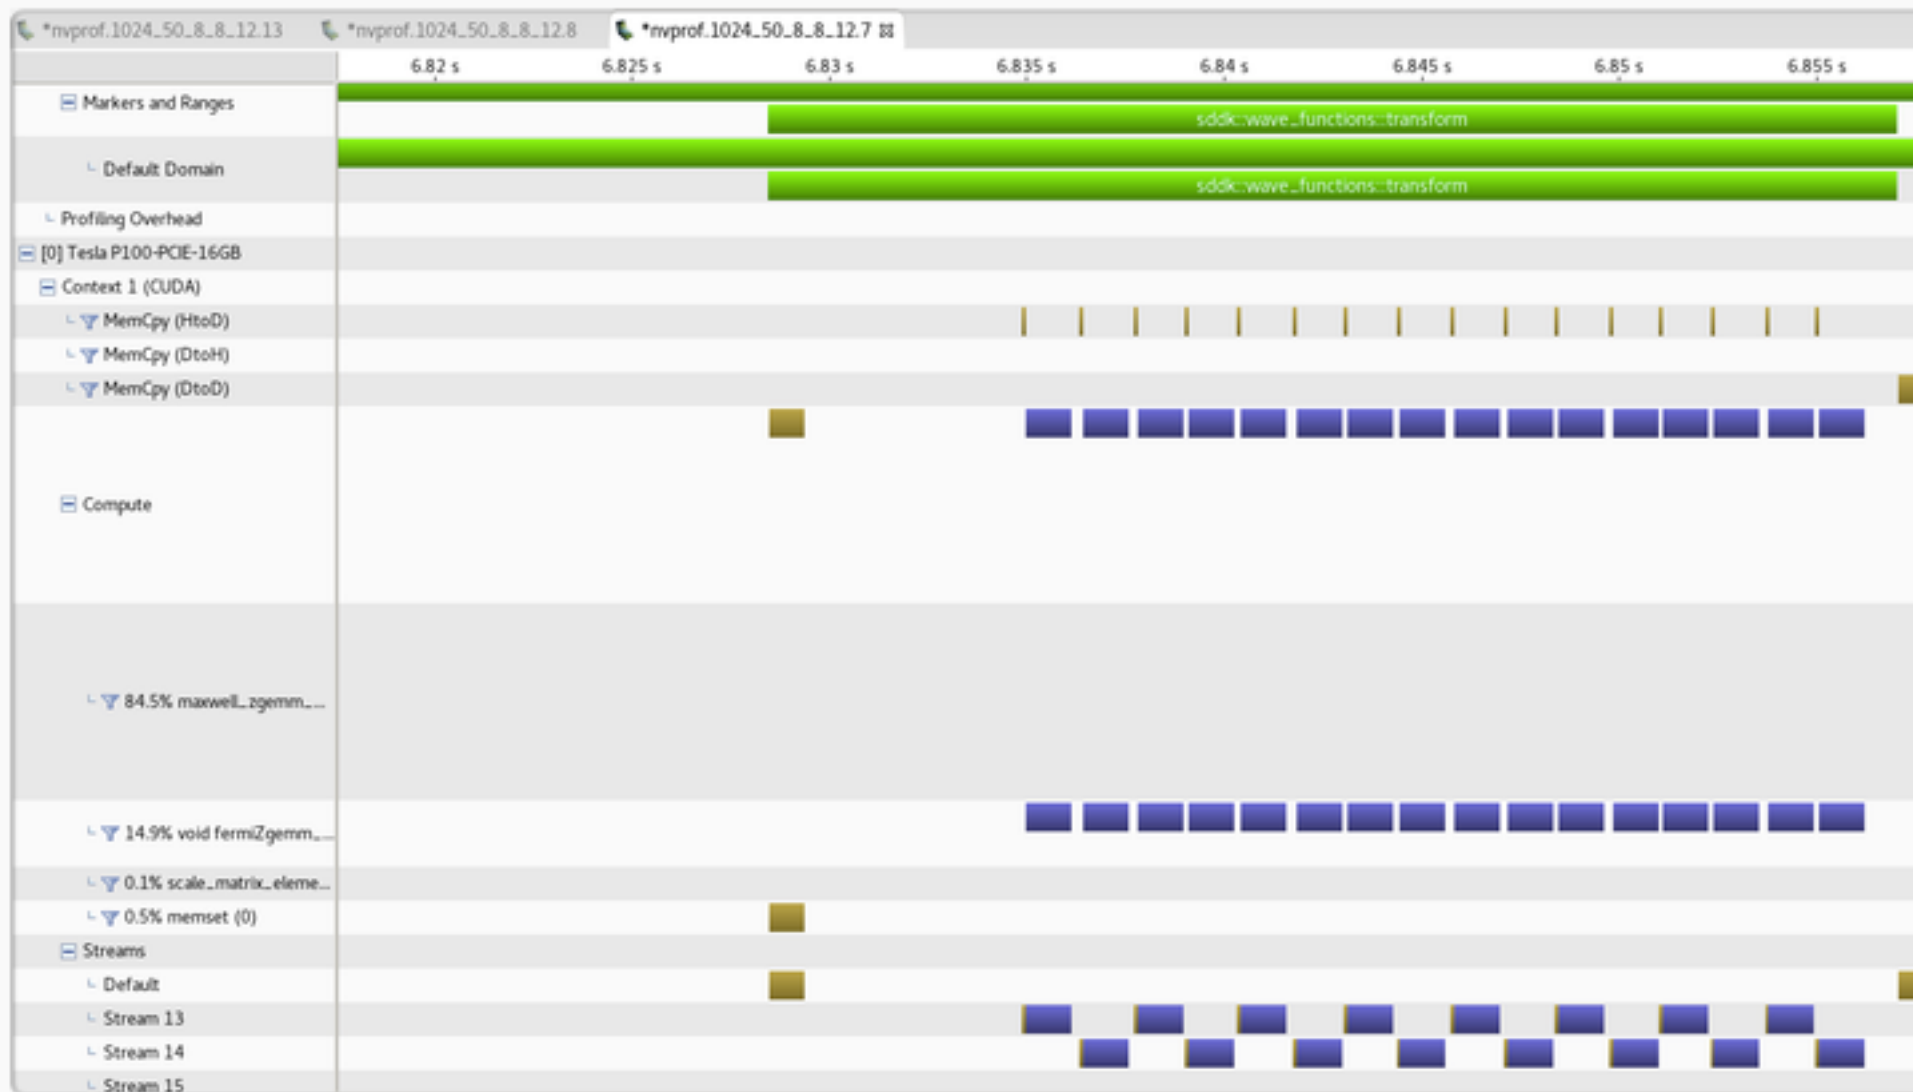 *nvprof.1024_50_8_8_12.13 *nvprof.1024_50_8_8_12.8 *nvprof.1024_50_8_8_12.7
6.82 s 6.825 s 6.83 s 6.835 s 6.84 s 6.845 s 6.85 s 6.855 s
Markers and Ranges
sddk::wave_functions::transform
Default Domain
sddk::wave_functions::transform
Profiling Overhead
[0] Tesla P100-PCIE-16GB
Context 1 (CUDA)
MemCpy (HtoD)
MemCpy (DtoH)
MemCpy (DtoD)
Compute
84.5% maxwell_zgemm_...
14.9% void fermiZgemm_...
0.1% scale_matrix_eleme...
0.5% memset (0)
Streams
Default
Stream 13
Stream 14
Stream 15